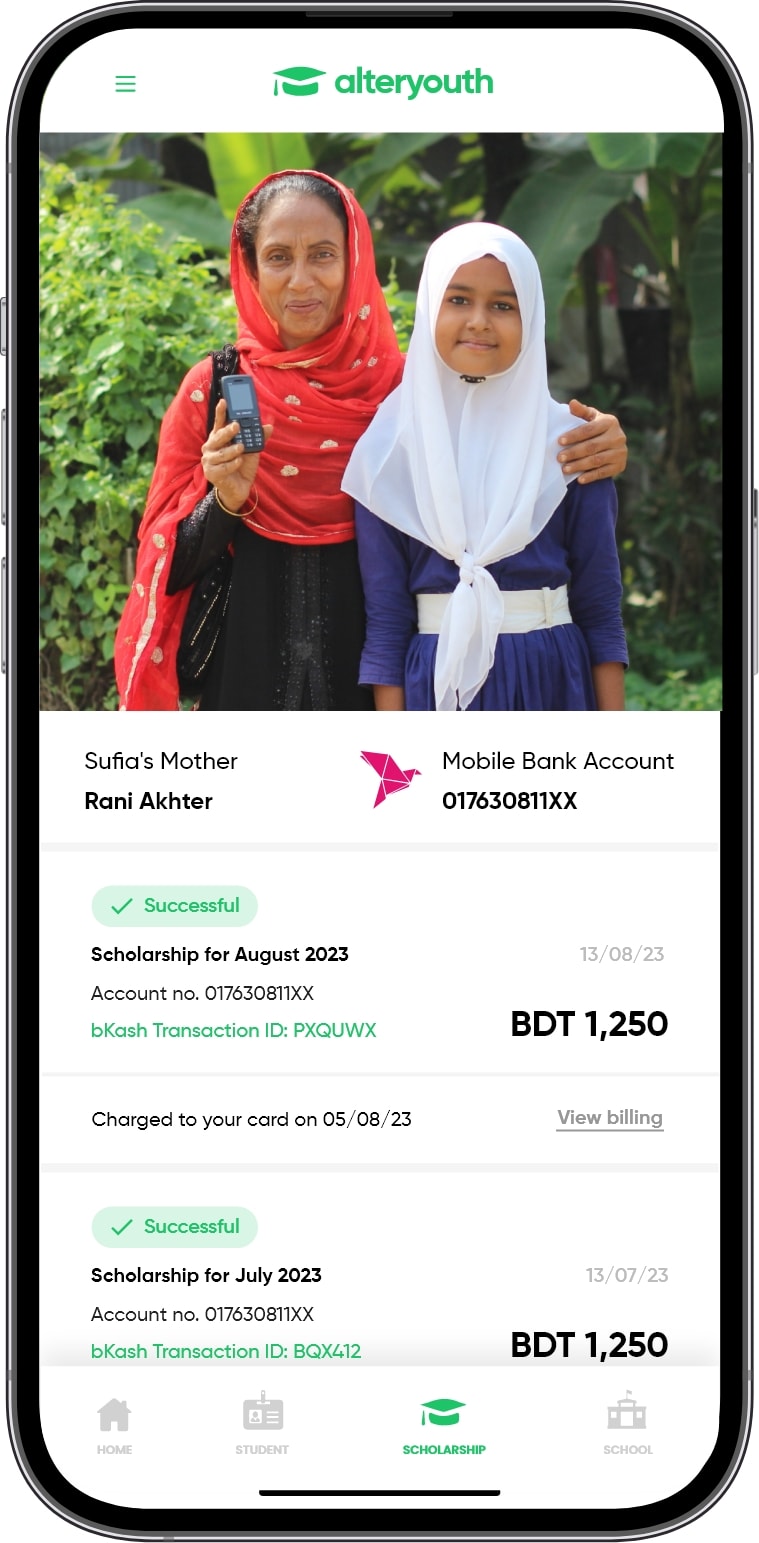 alteryouth
Sufia's Mother
Rani Akhter
Mobile Bank Account
017630811XX
Successful
Scholarship for August 2023
13/08/23
Account no. 017630811XX
bKash Transaction ID: PXQUWX
BDT 1,250
Charged to your card on 05/08/23
View billing
Successful
Scholarship for July 2023
13/07/23
Account no. 017630811XX
bKash Transaction ID: BQX412
BDT 1,250
HOME
STUDENT
SCHOLARSHIP
SCHOOL